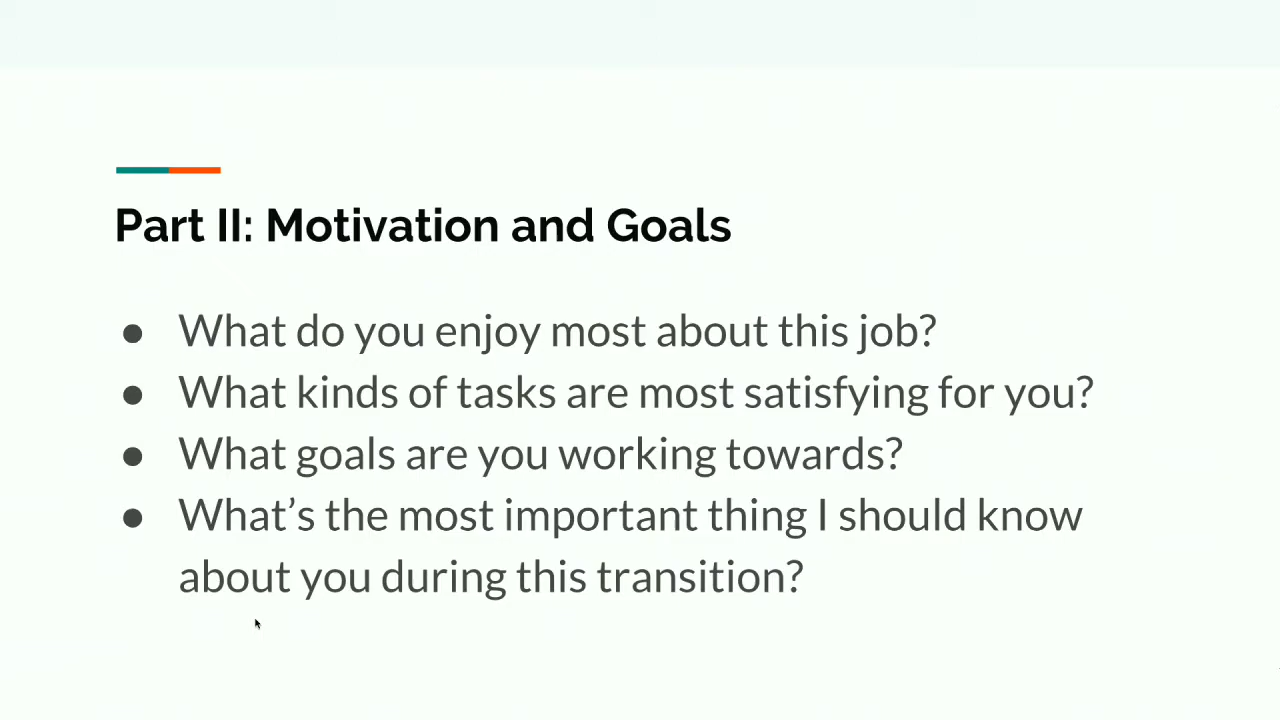 Part II: Motivation and Goals
● What do you enjoy most about this job?
● What kinds of tasks are most satisfying for you?
● What goals are you working towards?
● What’s the most important thing I should know
about you during this transition?